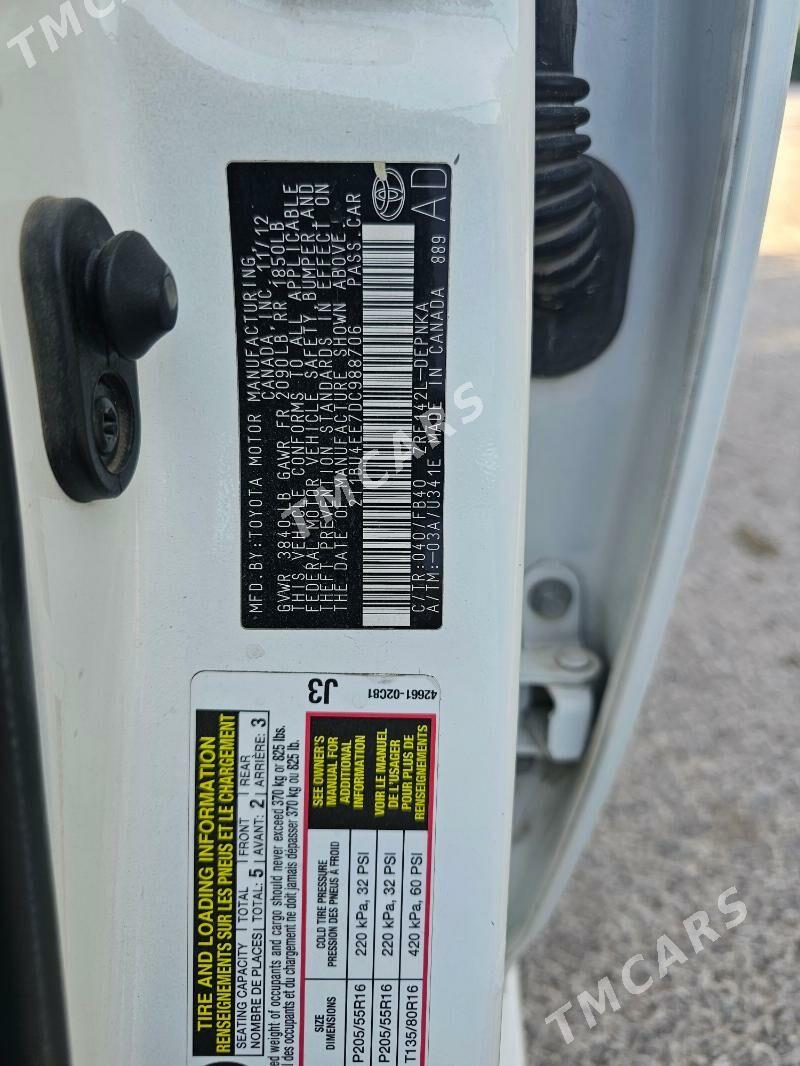 MFD.BY:TOYOTA MOTOR MANUFACTURING,
CANADA INC. 11/12
GVWR 3840LB GAWR FR 2090LB RR 1850LB
THIS VEHICLE CONFORMS TO ALL APPLICABLE
FEDERAL MOTOR VEHICLE SAFETY, BUMPER, AND
THEFT PREVENTION STANDARDS IN EFFECT ON
THE DATE OF MANUFACTURE SHOWN ABOVE.
PASS.CAR
C/TR:040/FB40
A/TM:-03A/U341E MADE IN CANADA 889
AD
J3
42661-02C81
TIRE AND LOADING INFORMATION
RENSEIGNEMENTS SUR LES PNEUS ET LE CHARGEMENT
SEATING CAPACITY TOTAL FRONT REAR
NOMBRE DE PLACES TOTAL: 5 AVANT: 2 ARRIÈRE: 3
ed weight of occupants and cargo should never exceed 370 kg or 825 lbs.
al des occupants et du chargement ne doit jamais dépasser 370 kg ou 825 lb.
SIZE
DIMENSIONS
COLD TIRE PRESSURE
PRESSION DES PNEUS À FROID
P205/55R16 220 kPa, 32 PSI
P205/55R16 220 kPa, 32 PSI
T135/80R16 420 kPa, 60 PSI
SEE OWNER'S
MANUAL FOR
ADDITIONAL
INFORMATION
VOIR LE MANUEL
DE L'USAGER
POUR PLUS DE
RENSEIGNEMENTS
TMCARS
TMCARS
TMCARS